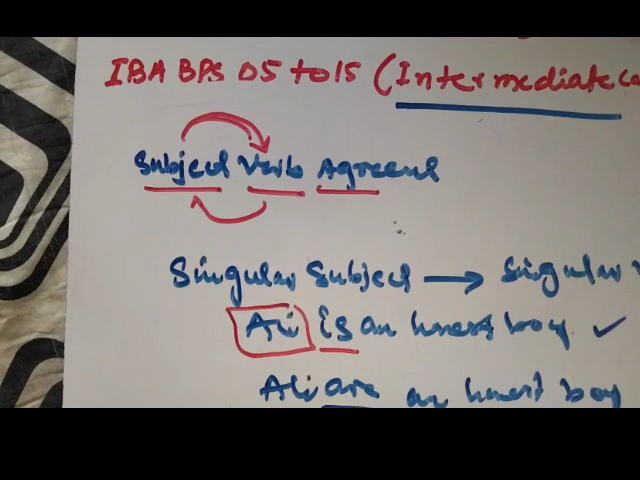 IBA BPS 05 to 15 (Intermediate
Subject Verb Agreement
Singular Subject → Singular
Ali is an honest boy ✓
Ali are an honest boy